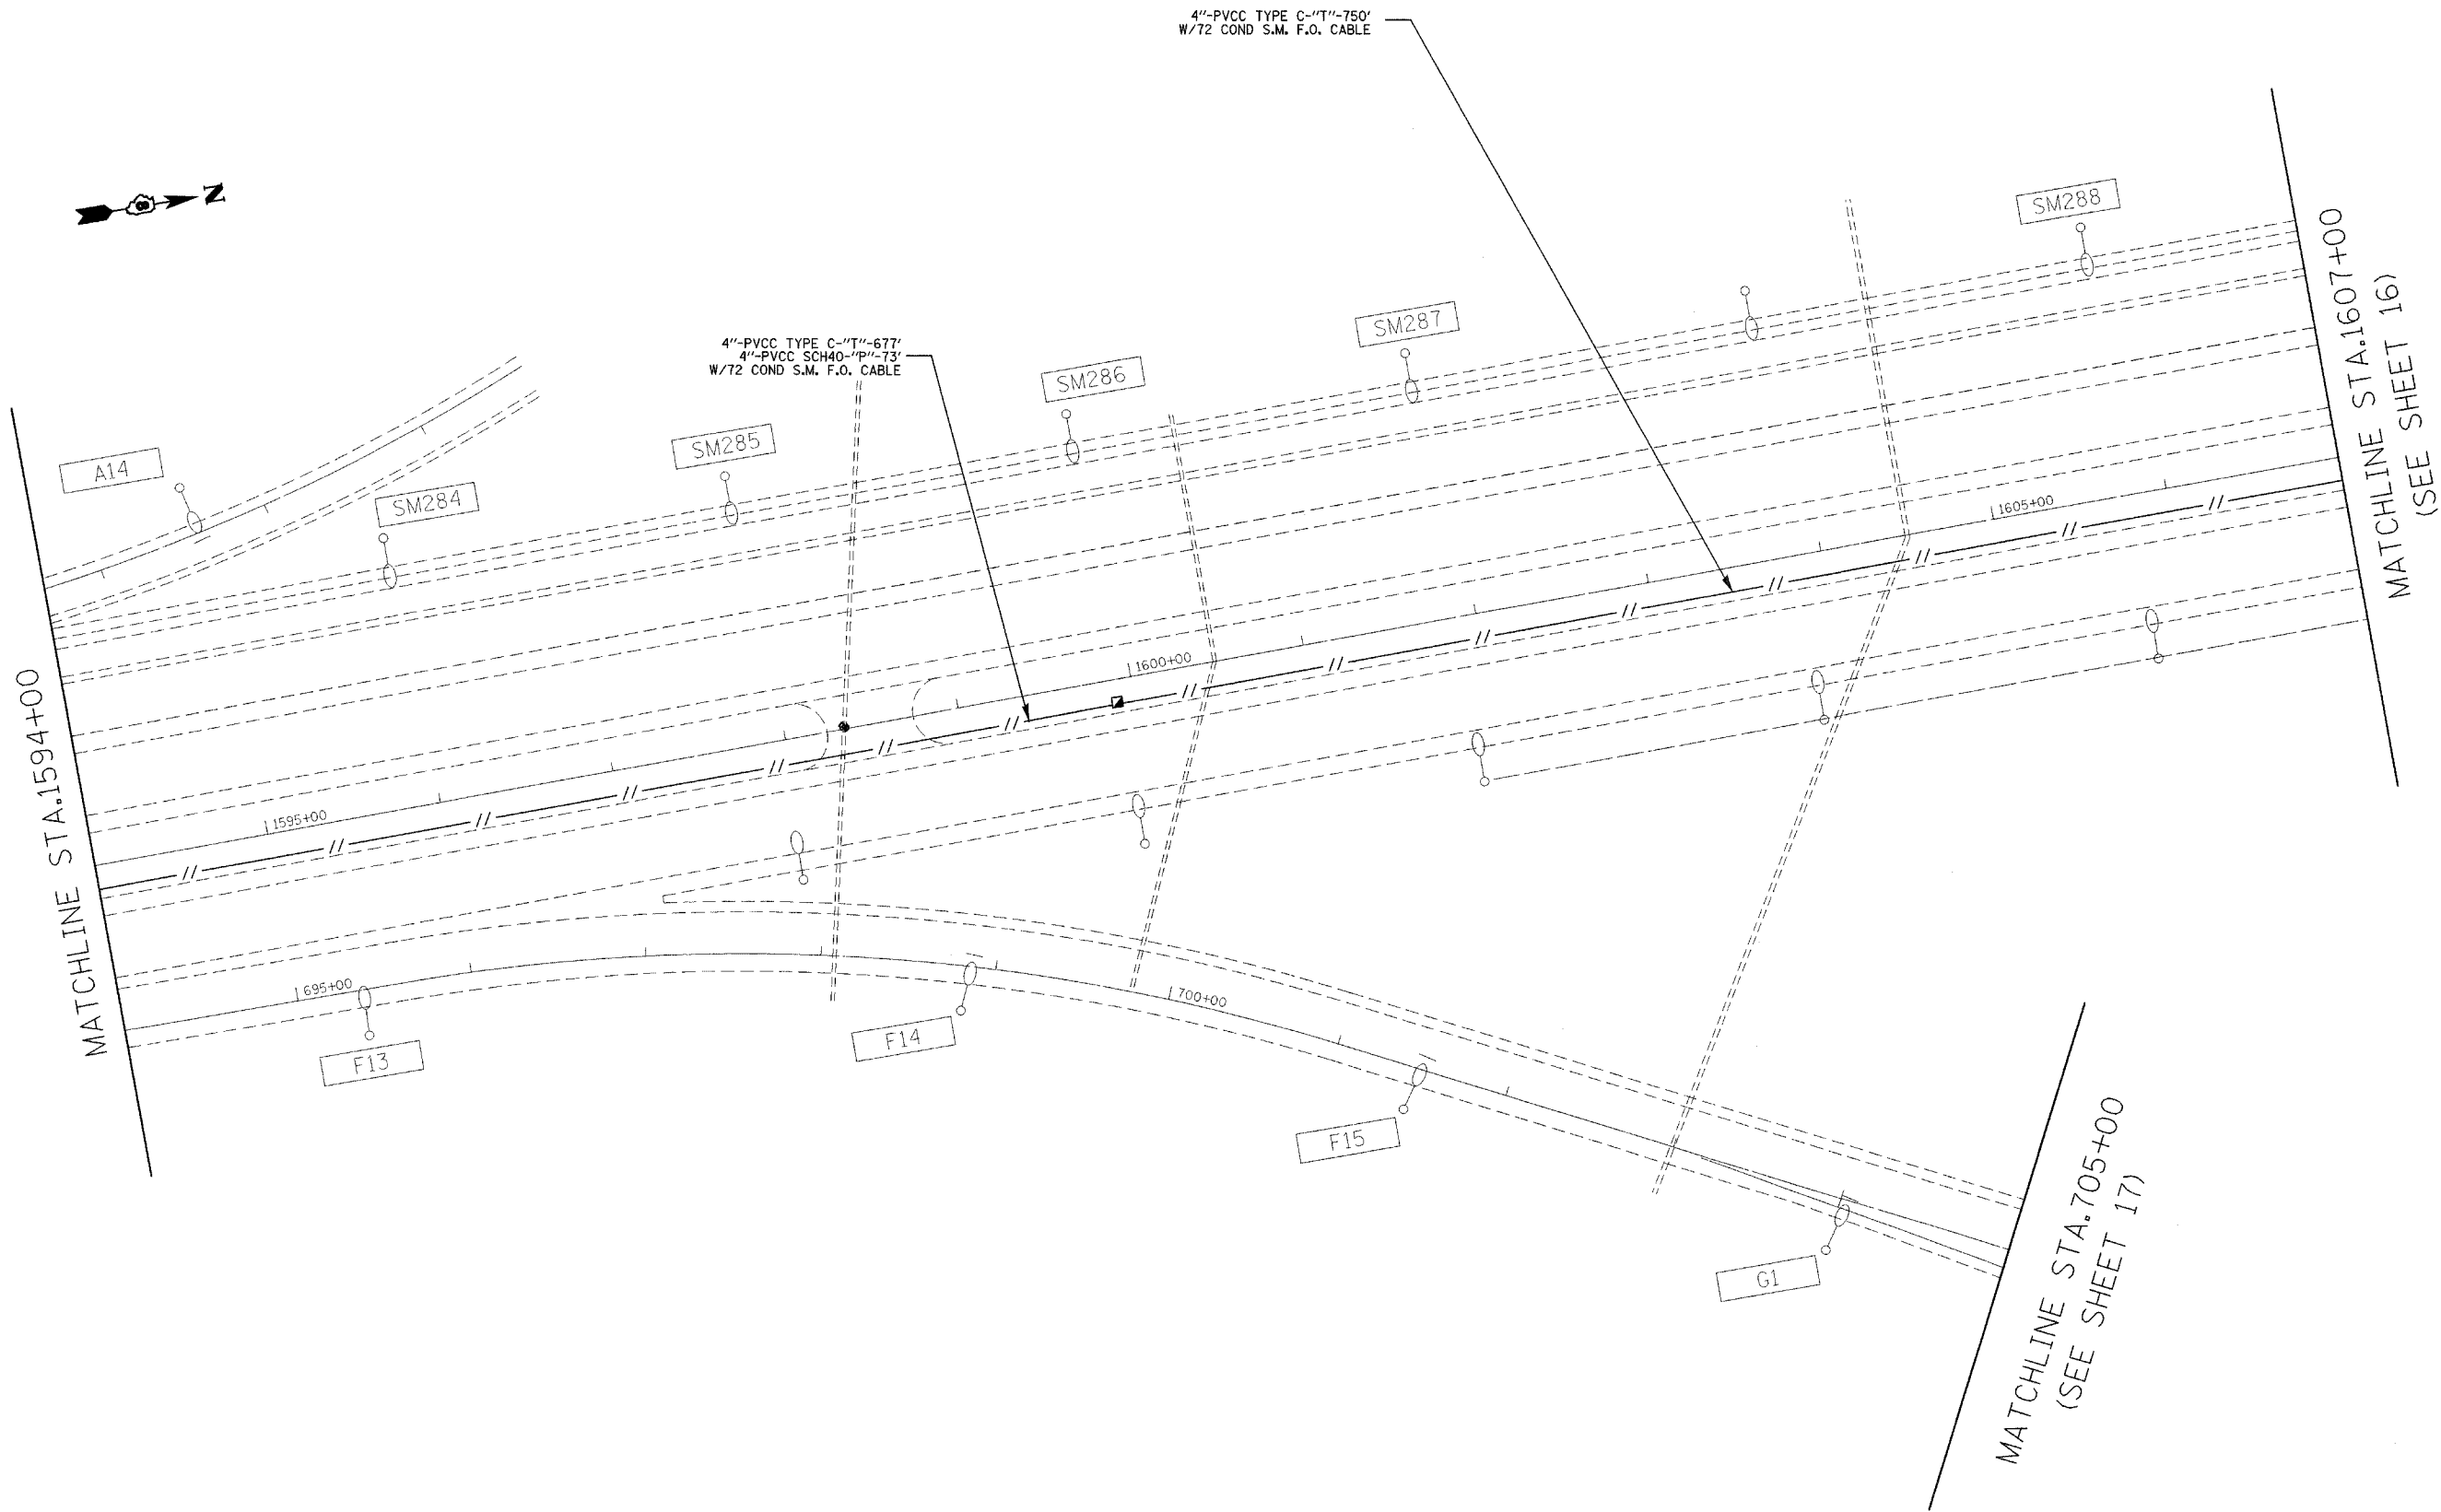 4"-PVCC TYPE C-"T"-750'
W/72 COND S.M. F.O. CABLE
N
SM288
MATCHLINE STA.1607+00
(SEE SHEET 16)
SM287
4"-PVCC TYPE C-"T"-677'
4"-PVCC SCH40-"P"-73'
W/72 COND S.M. F.O. CABLE
SM286
SM285
A14
SM284
1605+00
1600+00
1595+00
MATCHLINE STA.1594+00
695+00
700+00
F13
F14
F15
G1
MATCHLINE STA.705+00
(SEE SHEET 17)